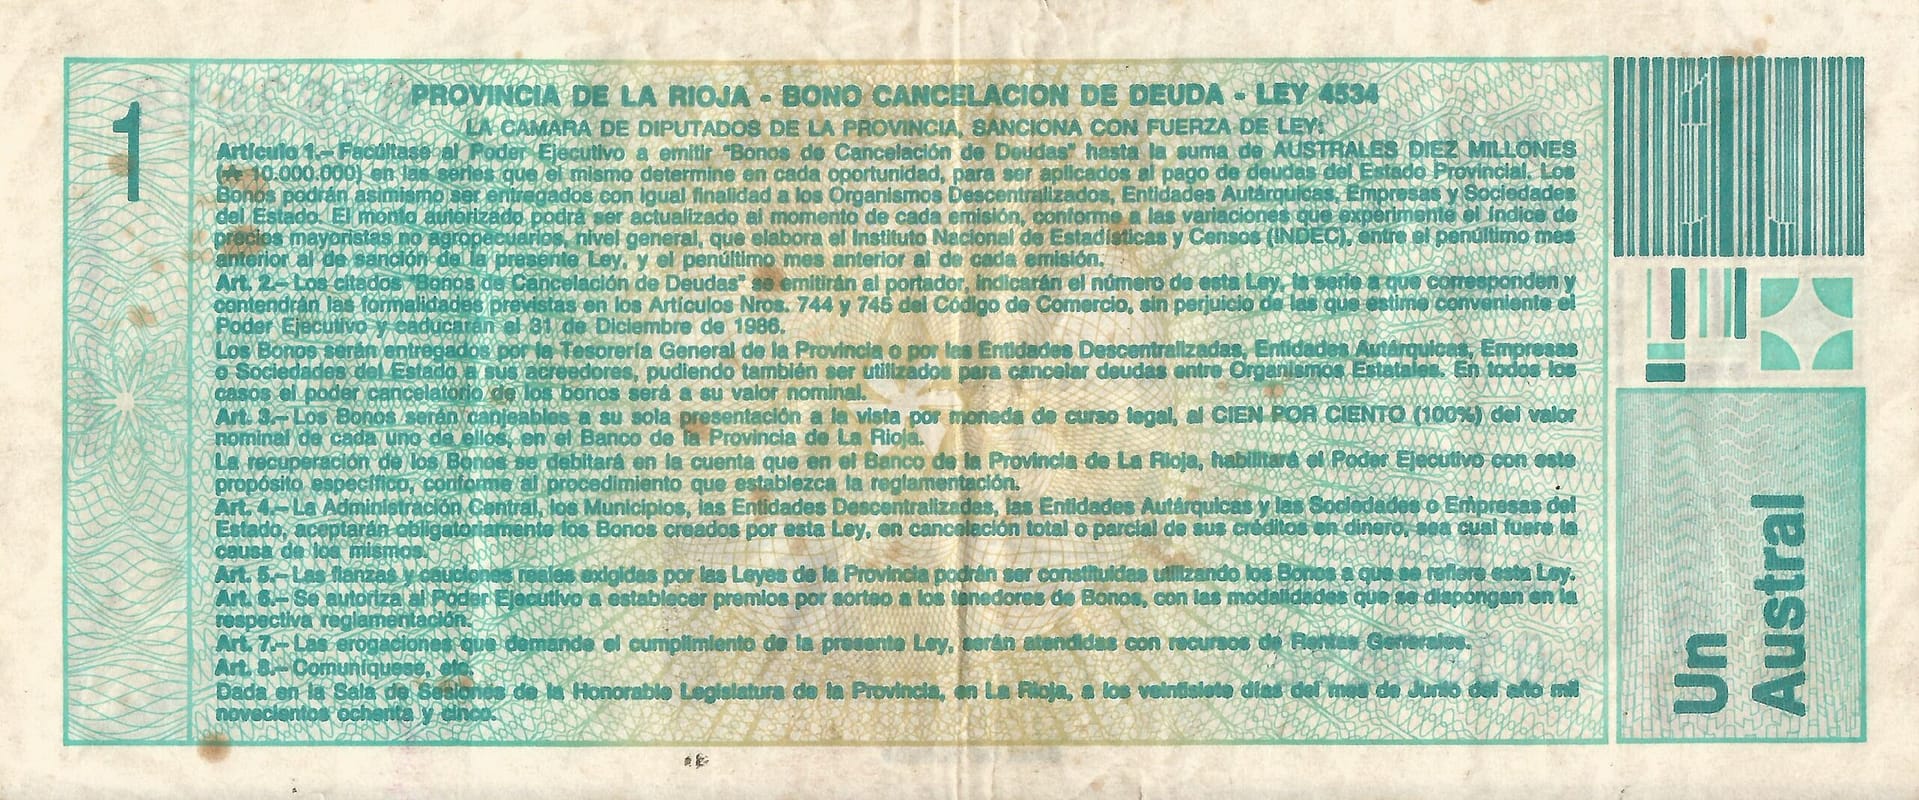 1
PROVINCIA DE LA RIOJA - BONO CANCELACION DE DEUDA - LEY 4534
LA CAMARA DE DIPUTADOS DE LA PROVINCIA, SANCIONA CON FUERZA DE LEY:
Artículo 1.- Facúltase al Poder Ejecutivo a emitir "Bonos de Cancelación de Deudas" hasta la suma de AUSTRALES DIEZ MILLONES
(₳ 10.000.000) en las series que el mismo determine en cada oportunidad, para ser aplicados al pago de deudas del Estado Provincial. Los
Bonos podrán asimismo ser entregados con igual finalidad a los Organismos Descentralizados, Entidades Autárquicas, Empresas y Sociedades
del Estado. El monto autorizado podrá ser actualizado al momento de cada emisión, conforme a las variaciones que experimente el índice de
precios mayoristas no agropecuarios, nivel general, que elabora el Instituto Nacional de Estadísticas y Censos (INDEC), entre el penúltimo mes
anterior al de sanción de la presente Ley, y el penúltimo mes anterior al de cada emisión.
Art. 2.- Los citados "Bonos de Cancelación de Deudas" se emitirán al portador, indicarán el número de esta Ley, la serie a que corresponden y
contendrán las formalidades previstas en los Artículos Nros. 744 y 745 del Código de Comercio, sin perjuicio de las que estime conveniente el
Poder Ejecutivo y caducarán el 31 de Diciembre de 1986.
Los Bonos serán entregados por la Tesorería General de la Provincia o por las Entidades Descentralizadas, Entidades Autárquicas, Empresas
o Sociedades del Estado a sus acreedores, pudiendo también ser utilizados para cancelar deudas entre Organismos Estatales. En todos los
casos el poder cancelatorio de los bonos será a su valor nominal.
Art. 3.- Los Bonos serán canjeables a su sola presentación a la vista por moneda de curso legal, al CIEN POR CIENTO (100%) del valor
nominal de cada uno de ellos, en el Banco de la Provincia de La Rioja.
La recuperación de los Bonos se debitará en la cuenta que en el Banco de la Provincia de La Rioja, habilitará el Poder Ejecutivo con este
propósito específico, conforme al procedimiento que establezca la reglamentación.
Art. 4.- La Administración Central, los Municipios, las Entidades Descentralizadas, las Entidades Autárquicas y las Sociedades o Empresas del
Estado, aceptarán obligatoriamente los Bonos creados por esta Ley, en cancelación total o parcial de sus créditos en dinero, sea cual fuere la
causa de los mismos.
Art. 5.- Las fianzas y cauciones reales exigidas por las Leyes de la Provincia podrán ser constituidas utilizando los Bonos a que se refiere esta Ley.
Art. 6.- Se autoriza al Poder Ejecutivo a establecer premios por sorteo a los tenedores de Bonos, con las modalidades que se dispongan en la
respectiva reglamentación.
Art. 7.- Las erogaciones que demande el cumplimiento de la presente Ley, serán atendidas con recursos de Rentas Generales.
Art. 8.- Comuníquese, etc.
Dada en la Sala de Sesiones de la Honorable Legislatura de la Provincia, en La Rioja, a los veintisiete días del mes de Junio del año mil
novecientos ochenta y cinco.
Un
Austral